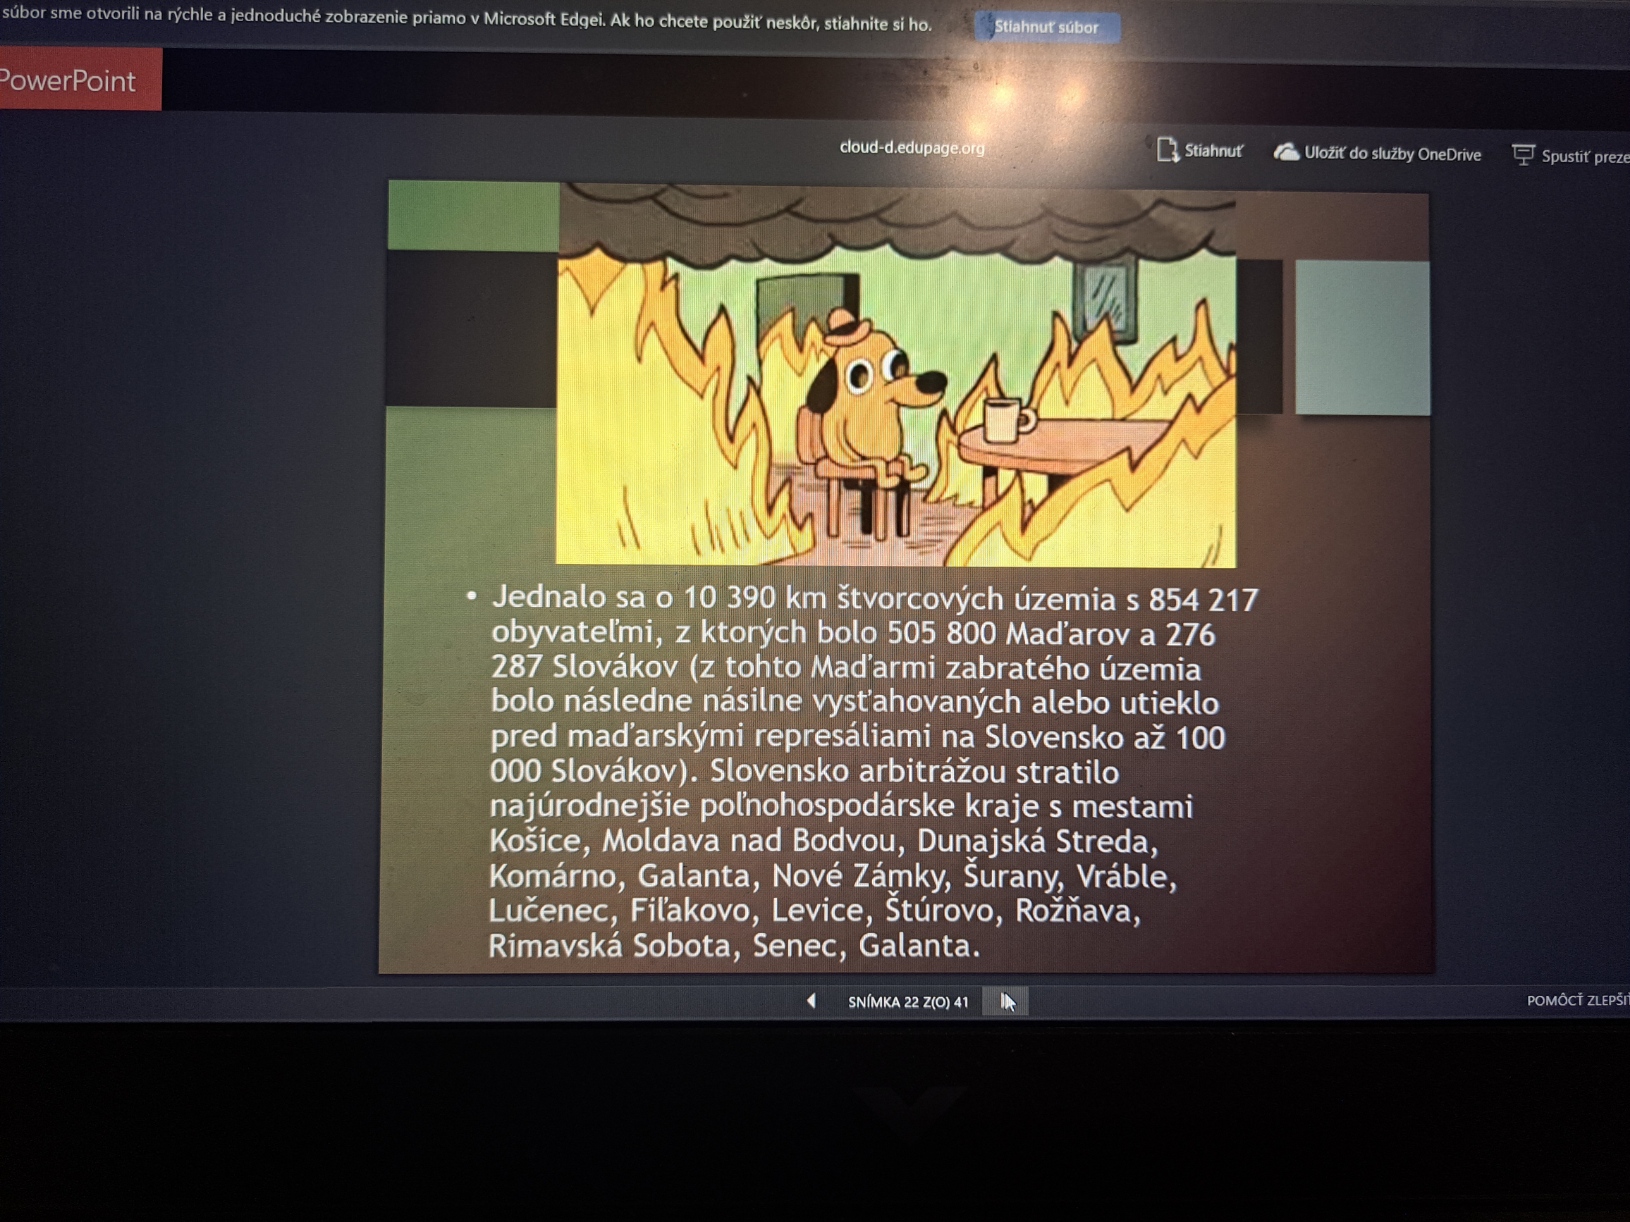 súbor sme otvorili na rýchle a jednoduché zobrazenie priamo v Microsoft Edgei. Ak ho chcete použiť neskôr, stiahnite si ho.
Stiahnuť súbor
PowerPoint
cloud-d.edupage.org
Stiahnuť
Uložiť do služby OneDrive
Spustiť preze
• Jednalo sa o 10 390 km štvorcových územia s 854 217
obyvateľmi, z ktorých bolo 505 800 Maďarov a 276
287 Slovákov (z tohto Maďarmi zabratého územia
bolo následne násilne vysťahovaných alebo utieklo
pred maďarskými represáliami na Slovensko až 100
000 Slovákov). Slovensko arbitrážou stratilo
najúrodnejšie poľnohospodárske kraje s mestami
Košice, Moldava nad Bodvou, Dunajská Streda,
Komárno, Galanta, Nové Zámky, Šurany, Vráble,
Lučenec, Fiľakovo, Levice, Štúrovo, Rožňava,
Rimavská Sobota, Senec, Galanta.
SNÍMKA 22 Z(O) 41
POMÔCŤ ZLEPŠIŤ